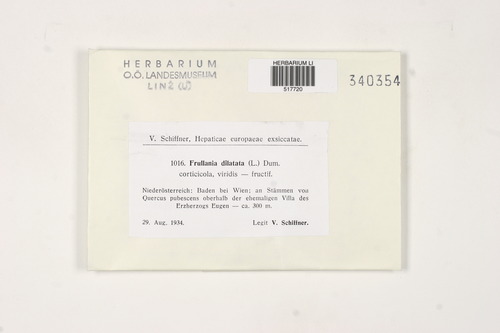 HERBARIUM
O.Ö. LANDESMUSEUM
LINZ (U)
HERBARIUM LI
517720
340354
V. Schiffner, Hepaticae europaeae exsiccatae.
1016. Frullania dilatata (L.) Dum.
corticicola, viridis — fructif.
Niederösterreich: Baden bei Wien; an Stämmen von
Quercus pubescens oberhalb der ehemaligen Villa des
Erzherzogs Eugen — ca. 300 m.
29. Aug. 1934. Legit V. Schiffner.